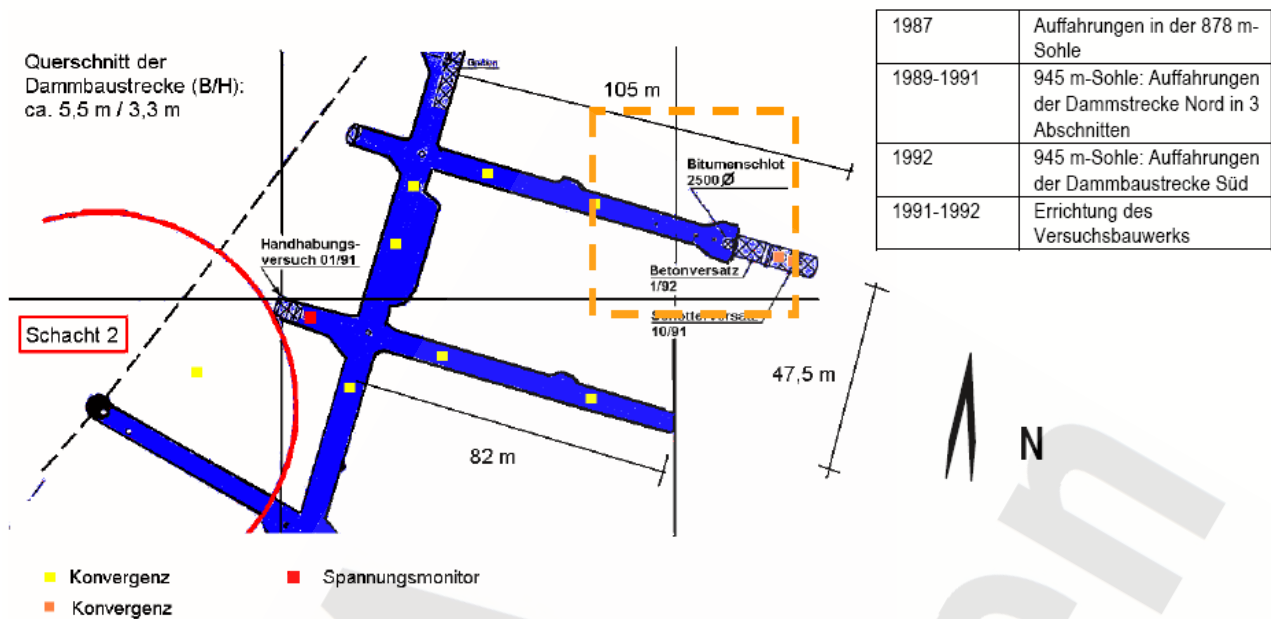 Querschnitt der
Dammbaustrecke (B/H):
ca. 5,5 m / 3,3 m
105 m
Bitumenschlot
2500 Ø
Handhabungs-
versuch 01/91
Betonversatz
1/92
Schotterversatz
10/91
Schacht 2
47,5 m
82 m
N
Konvergenz
Spannungsmonitor
Konvergenz
1987 Auffahrungen in der 878 m-
Sohle
1989-1991 945 m-Sohle: Auffahrungen
der Dammstrecke Nord in 3
Abschnitten
1992 945 m-Sohle: Auffahrungen
der Dammbaustrecke Süd
1991-1992 Errichtung des
Versuchsbauwerks